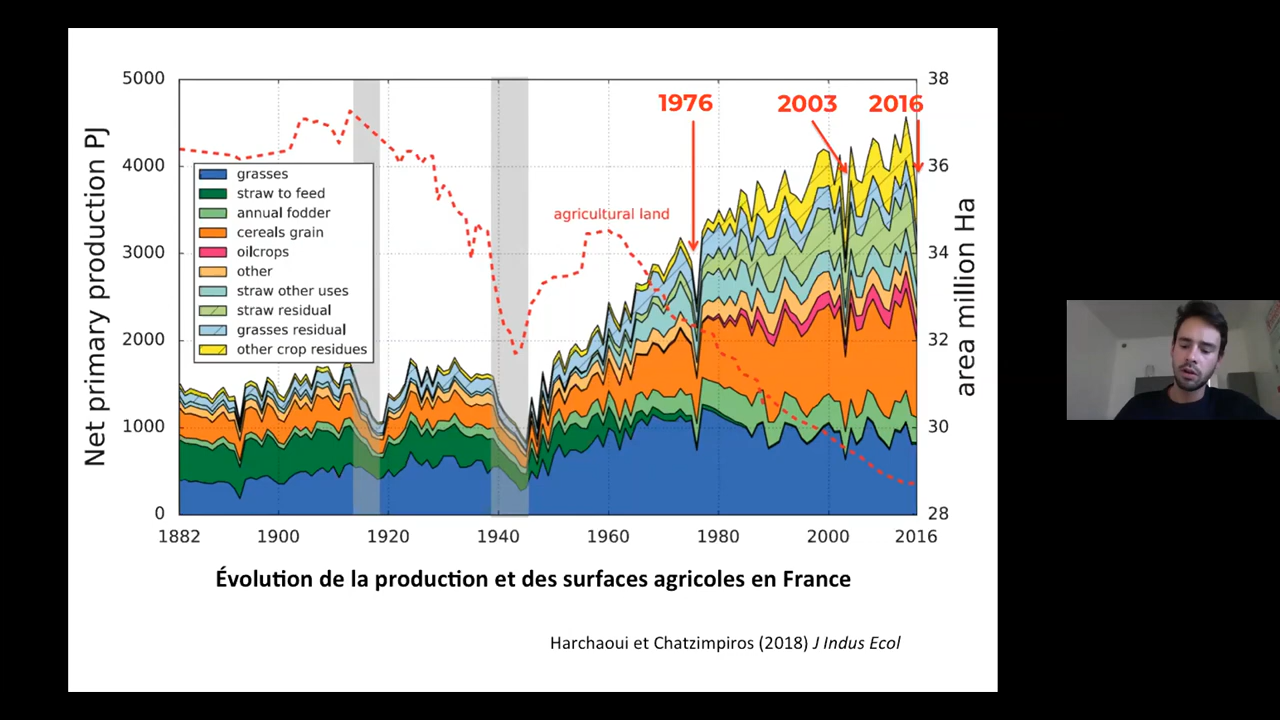 5000
4000
3000
2000
1000
0
Net primary production PJ
38
36
34
32
30
28
area million Ha
1976
2003
2016
agricultural land
grasses
straw to feed
annual fodder
cereals grain
oilcrops
other
straw other uses
straw residual
grasses residual
other crop residues
1882 1900 1920 1940 1960 1980 2000 2016
Évolution de la production et des surfaces agricoles en France
Harchaoui et Chatzimpiros (2018) J Indus Ecol